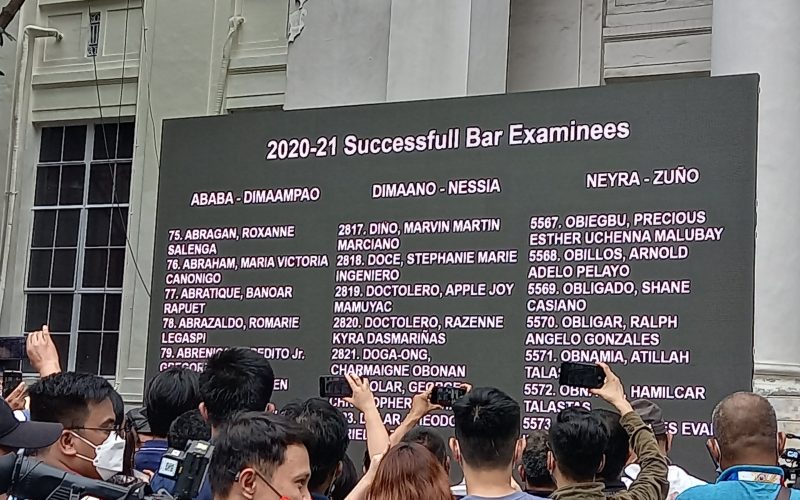 2020-21 Successfull Bar Examinees
ABABA - DIMAAMPAO
75. ABRAGAN, ROXANNE
SALENGA
76. ABRAHAM, MARIA VICTORIA
CANONIGO
77. ABRATIQUE, BANOAR
RAPUET
78. ABRAZALDO, ROMARIE
LEGASPI
79.
DIMAANO - NESSIA
2817. DINO, MARVIN MARTIN
MARCIANO
2818. DOCE, STEPHANIE MARIE
INGENIERO
2819. DOCTOLERO, APPLE JOY
MAMUYAC
2820. DOCTOLERO, RAZENNE
KYRA DASMARIÑAS
2821. DOGA-ONG,
CHARMAIGNE OBONAN
GEORGE
NEYRA - ZUÑO
5567. OBIEGBU, PRECIOUS
ESTHER UCHENNA MALUBAY
5568. OBILLOS, ARNOLD
ADELO PELAYO
5569. OBLIGADO, SHANE
CASIANO
5570. OBLIGAR, RALPH
ANGELO GONZALES
5571. OBNAMIA, ATILLAH
5572. HAMILCAR
TALASTAS